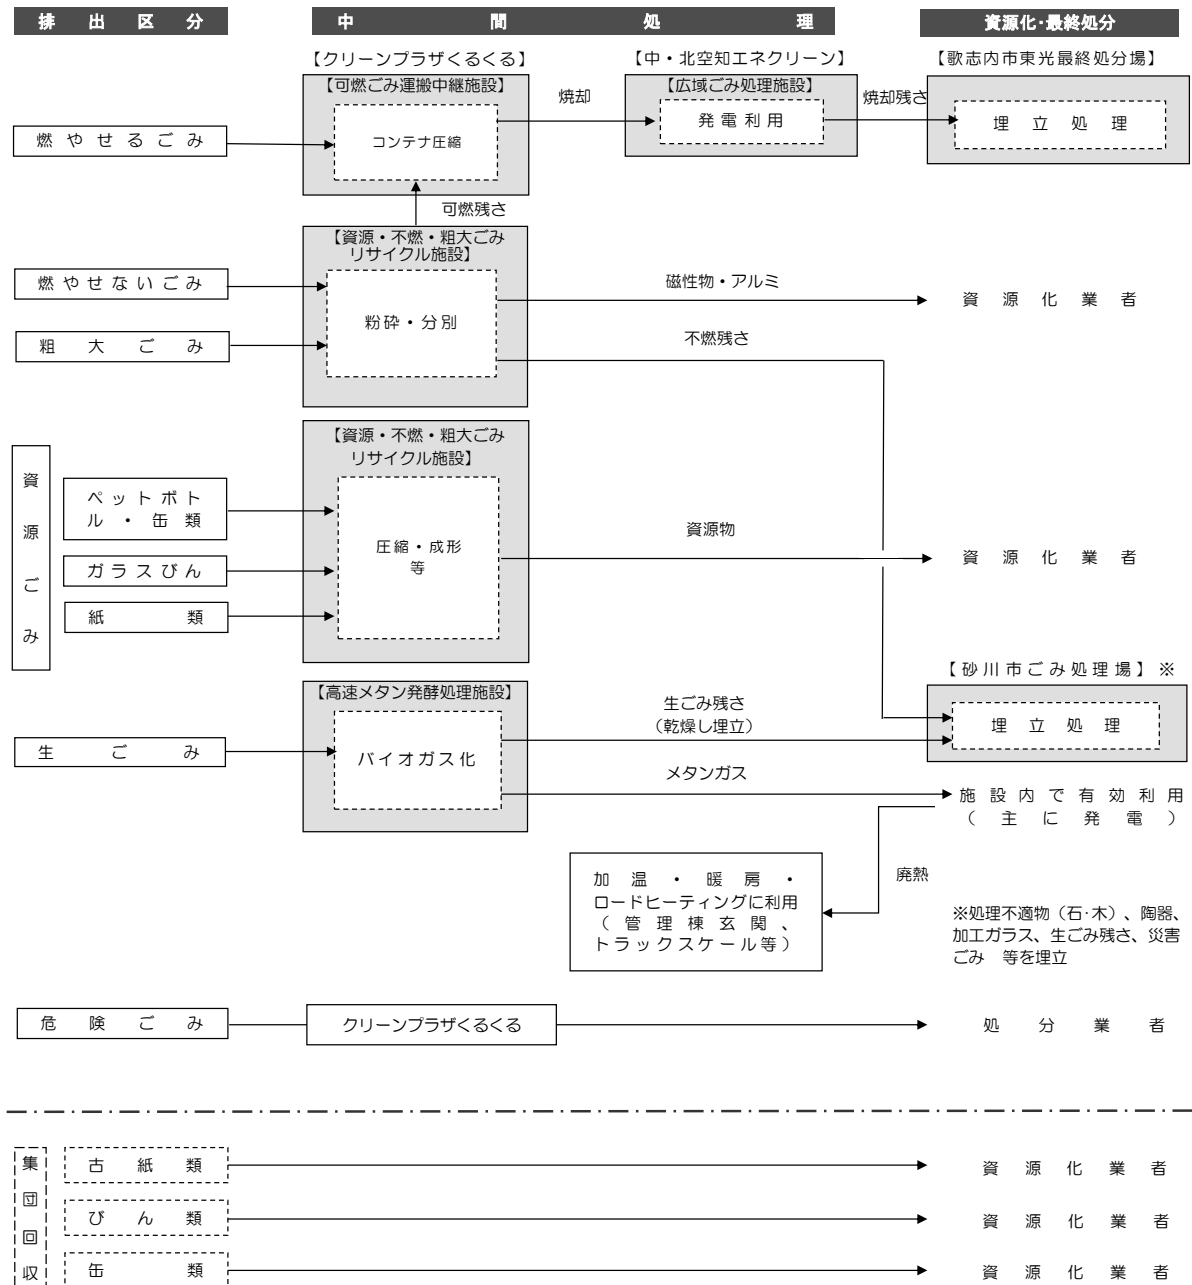 排出区分
中間処理
資源化・最終処分
【クリーンプラザくるくる】
【中・北空知エネクリーン】
【歌志内市東光最終処分場】
【可燃ごみ運搬中継施設】
【広域ごみ処理施設】
焼却
焼却残さ
燃やせるごみ
コンテナ圧縮
発電利用
埋立処理
可燃残さ
【資源・不燃・粗大ごみ
リサイクル施設】
燃やせないごみ
粉砕・分別
磁性物・アルミ
資源化業者
粗大ごみ
不燃残さ
【資源・不燃・粗大ごみ
リサイクル施設】
資源ごみ
ペットボト
ル・缶類
ガラスびん
紙類
圧縮・成形
等
資源物
資源化業者
【砂川市ごみ処理場】※
【高速メタン発酵処理施設】
生ごみ残さ
（乾燥し埋立）
埋立処理
生ごみ
バイオガス化
メタンガス
施設内で有効利用
（主に発電）
廃熱
加温・暖房・
ロードヒーティングに利用
（管理棟玄関、
トラックスケール等）
※処理不適物（石・木）、陶器、
加工ガラス、生ごみ残さ、災害
ごみ　等を埋立
危険ごみ
クリーンプラザくるくる
処分業者
集団回収
古紙類
資源化業者
びん類
資源化業者
缶類
資源化業者